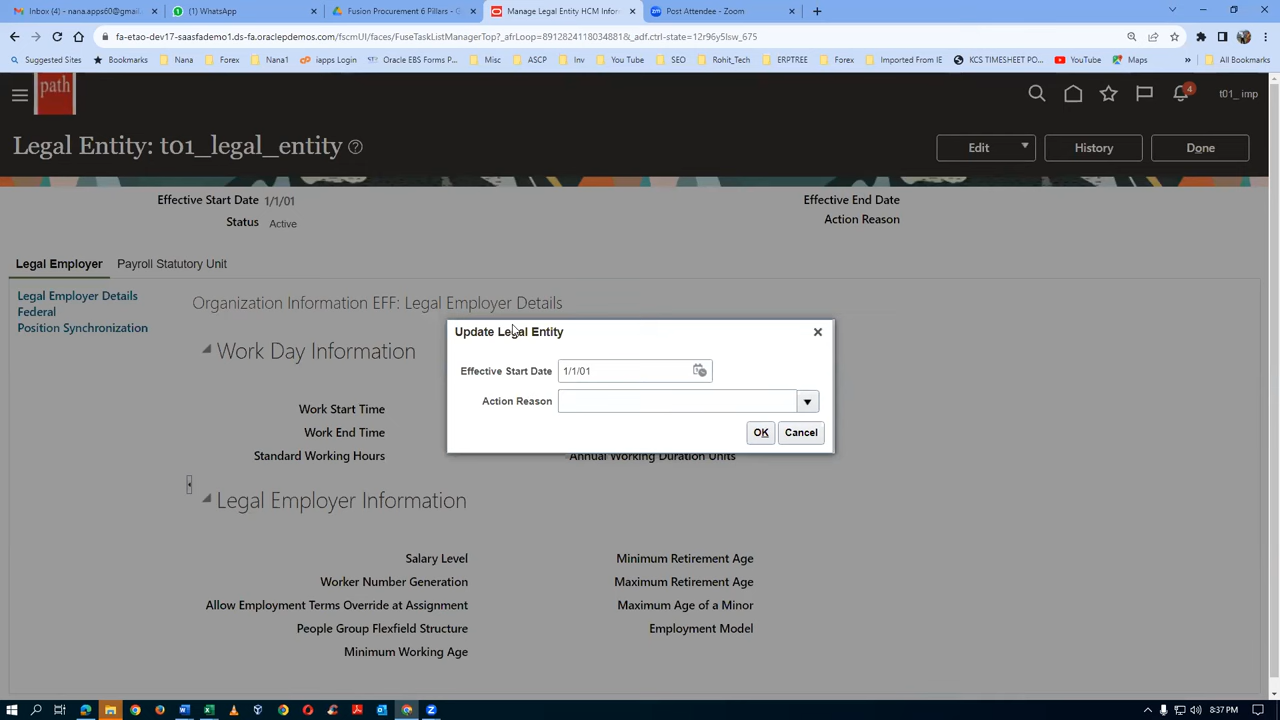 Inbox (4) - nana.apps60@gmail.c
(1) WhatsApp
Fusion Procurement 6 Pillars - G
Manage Legal Entity HCM Inform
Post Attendee - Zoom
fa-etao-dev17-saasfademo1.ds-fa.oraclepdemos.com/fscmUI/faces/FuseTaskListManagerTop?_afrLoop=8912824118034881&_adf.ctrl-state=12r96y5lsw_675
Suggested Sites
Bookmarks
Nana
Forex
Nana1
iapps Login
Oracle EBS Forms P...
Misc
ASCP
Inv
You Tube
SEO
Rohit_Tech
ERPTREE
Forex
Imported From IE
KCS TIMESHEET PO...
YouTube
Maps
»
All Bookmarks
path
4
t01_ imp
Legal Entity: t01_legal_entity
Edit
History
Done
Effective Start Date 1/1/01
Effective End Date
Status Active
Action Reason
Legal Employer
Payroll Statutory Unit
Legal Employer Details
Federal
Position Synchronization
Organization Information EFF: Legal Employer Details
Work Day Information
Work Start Time
Work End Time
Standard Working Hours
Annual Working Duration Units
Update Legal Entity
Effective Start Date 1/1/01
Action Reason
OK
Cancel
Legal Employer Information
Salary Level
Minimum Retirement Age
Worker Number Generation
Maximum Retirement Age
Allow Employment Terms Override at Assignment
Maximum Age of a Minor
People Group Flexfield Structure
Employment Model
Minimum Working Age
8:37 PM